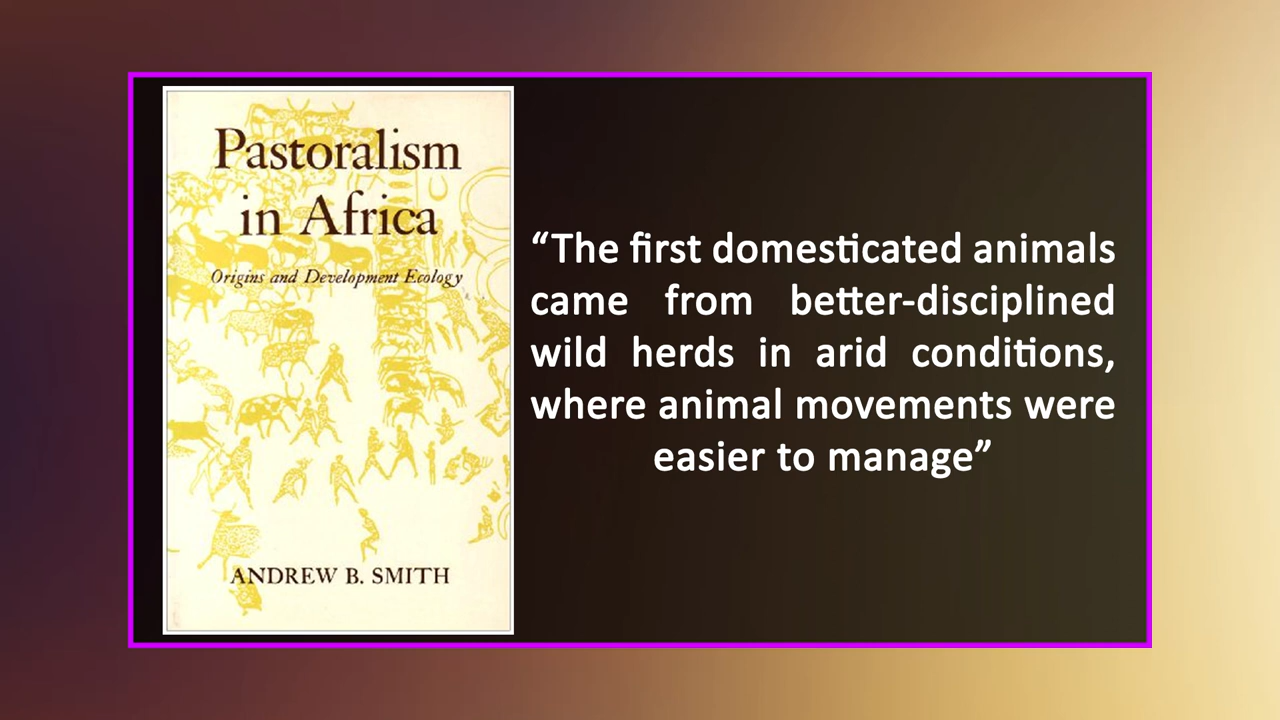 Pastoralism
in Africa
Origins and Development Ecology
ANDREW B. SMITH
“The first domesticated animals
came from better-disciplined
wild herds in arid conditions,
where animal movements were
easier to manage”